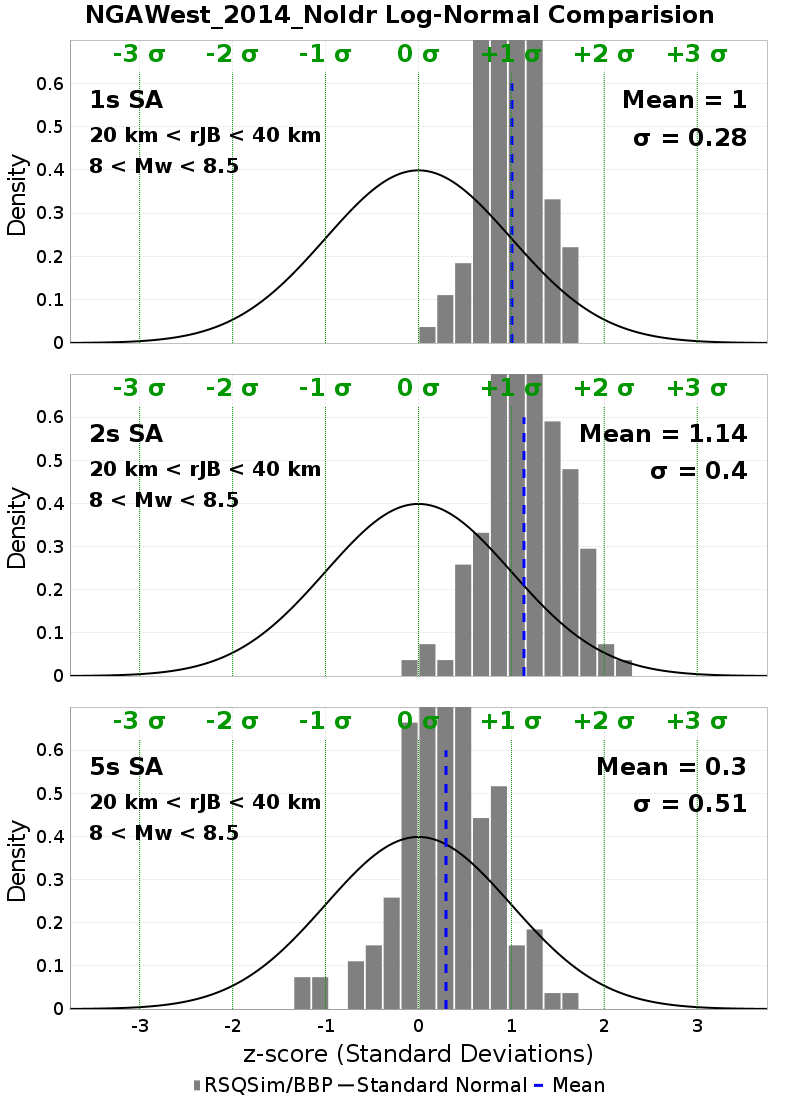 NGAWest_2014_NoIdr Log-Normal Comparision
-3 σ -2 σ -1 σ 0 σ +1 σ +2 σ +3 σ
0.6
1s SA Mean = 1
0.5
20 km < rJB < 40 km σ = 0.28
8 < Mw < 8.5
0.4
Density
0.3
0.2
0.1
0
-3 σ -2 σ -1 σ 0 σ +1 σ +2 σ +3 σ
0.6
2s SA Mean = 1.14
0.5
20 km < rJB < 40 km σ = 0.4
8 < Mw < 8.5
0.4
Density
0.3
0.2
0.1
0
-3 σ -2 σ -1 σ 0 σ +1 σ +2 σ +3 σ
0.6
5s SA Mean = 0.3
0.5
20 km < rJB < 40 km σ = 0.51
8 < Mw < 8.5
0.4
Density
0.3
0.2
0.1
0
-3 -2 -1 0 1 2 3
z-score (Standard Deviations)
RSQSim/BBP Standard Normal Mean